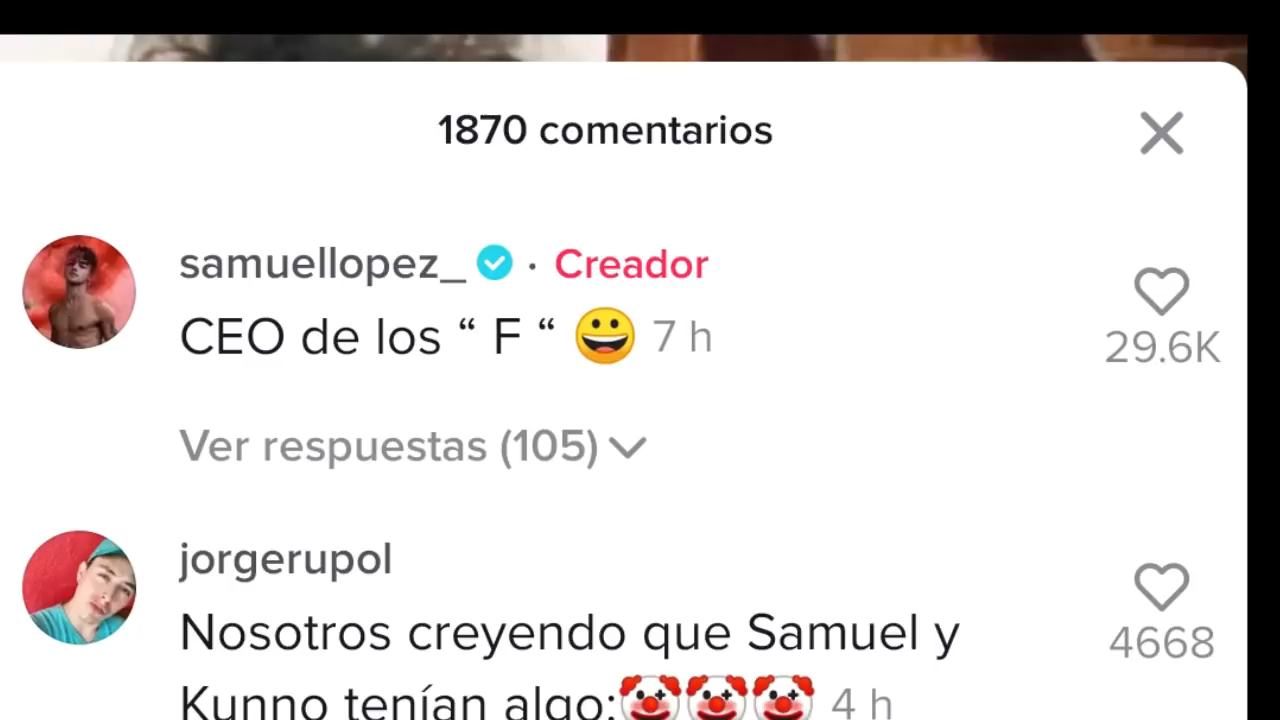 1870 comentarios
samuellopez_ · Creador
CEO de los “ F “ 😀 7 h
29.6K
Ver respuestas (105)
jorgerupol
Nosotros creyendo que Samuel y
Kunno tenían algo:🤡🤡🤡 4 h
4668